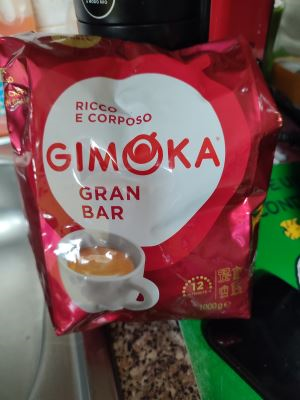 RICCO
E CORPOSO
GIMOKA
GRAN
BAR
12
1000 g